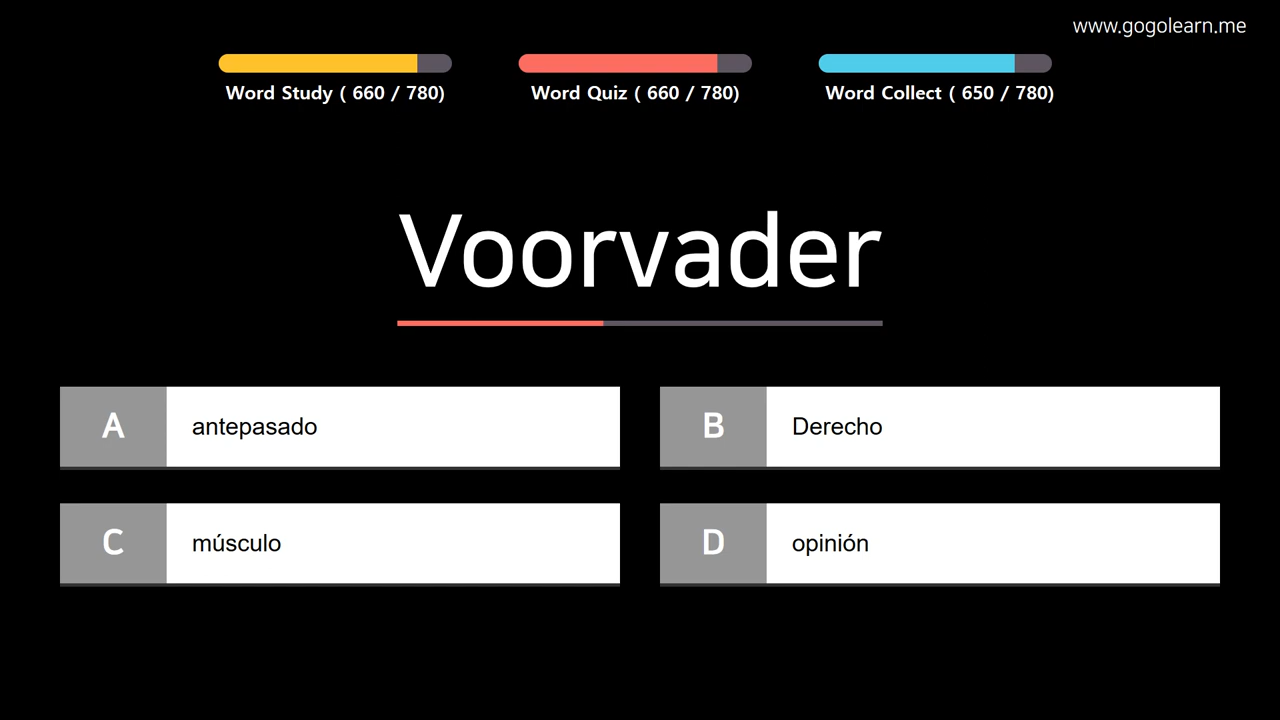 www.gogolearn.me
Word Study ( 660 / 780)
Word Quiz ( 660 / 780)
Word Collect ( 650 / 780)
Voorvader
A antepasado
B Derecho
C músculo
D opinión